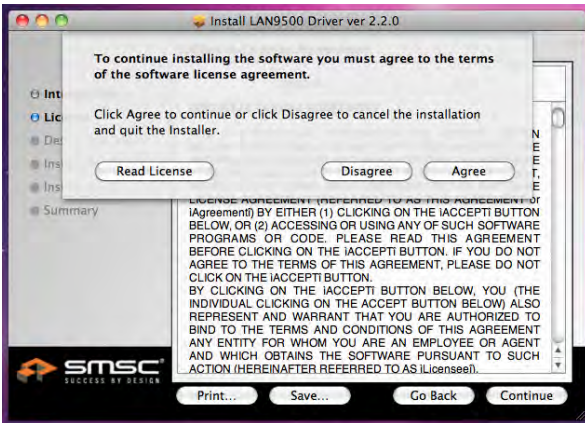 Install LAN9500 Driver ver 2.2.0
To continue installing the software you must agree to the terms
of the software license agreement.
Click Agree to continue or click Disagree to cancel the installation
and quit the Installer.
Read License
Disagree
Agree
Int
Lic
Des
Ins
Ins
Summary
N
E
E
T,
E
LICENSE AGREEMENT (REFERRED TO AS THIS AGREEMENT or
iAgreementi) BY EITHER (1) CLICKING ON THE iACCEPTi BUTTON
BELOW, OR (2) ACCESSING OR USING ANY OF SUCH SOFTWARE
PROGRAMS OR CODE. PLEASE READ THIS AGREEMENT
BEFORE CLICKING ON THE iACCEPTi BUTTON. IF YOU DO NOT
AGREE TO THE TERMS OF THIS AGREEMENT, PLEASE DO NOT
CLICK ON THE iACCEPTi BUTTON.
BY CLICKING ON THE iACCEPTi BUTTON BELOW, YOU (THE
INDIVIDUAL CLICKING ON THE ACCEPT BUTTON BELOW) ALSO
REPRESENT AND WARRANT THAT YOU ARE AUTHORIZED TO
BIND TO THE TERMS AND CONDITIONS OF THIS AGREEMENT
ANY ENTITY FOR WHOM YOU ARE AN EMPLOYEE OR AGENT
AND WHICH OBTAINS THE SOFTWARE PURSUANT TO SUCH
ACTION (HEREINAFTER REFERRED TO AS iLicenseei).
smsc
SUCCESS BY DESIGN
Print...
Save...
Go Back
Continue